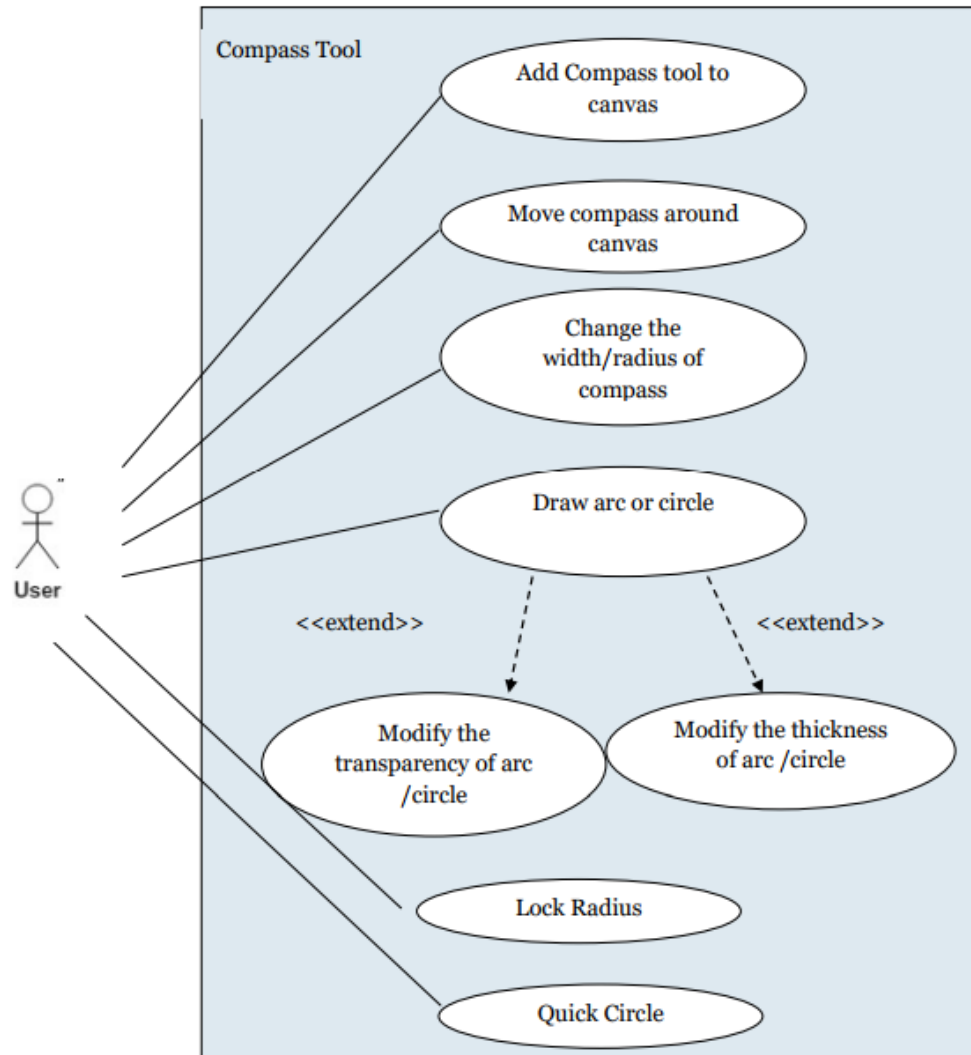 Compass Tool
Add Compass tool to
canvas
Move compass around
canvas
Change the
width/radius of
compass
Draw arc or circle
User
<<extend>>
<<extend>>
Modify the
transparency of arc
/circle
Modify the thickness
of arc /circle
Lock Radius
Quick Circle